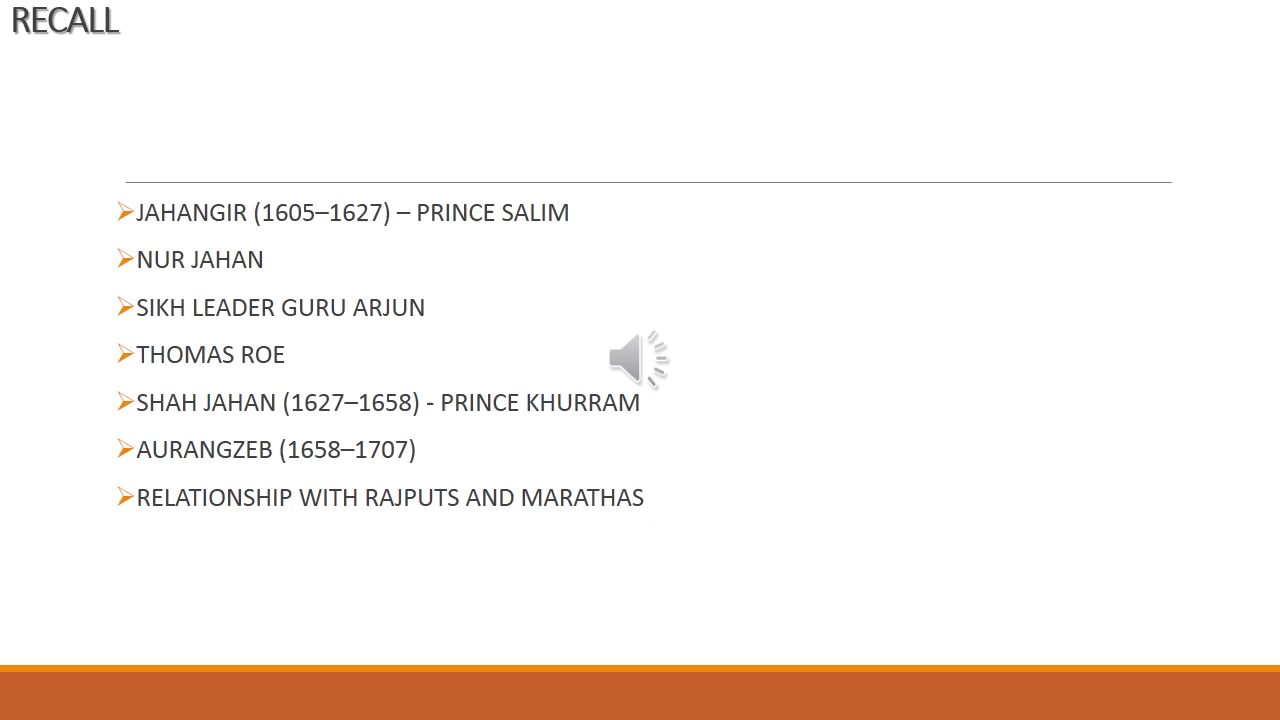 RECALL
JAHANGIR (1605–1627) – PRINCE SALIM
NUR JAHAN
SIKH LEADER GURU ARJUN
THOMAS ROE
SHAH JAHAN (1627–1658) - PRINCE KHURRAM
AURANGZEB (1658–1707)
RELATIONSHIP WITH RAJPUTS AND MARATHAS